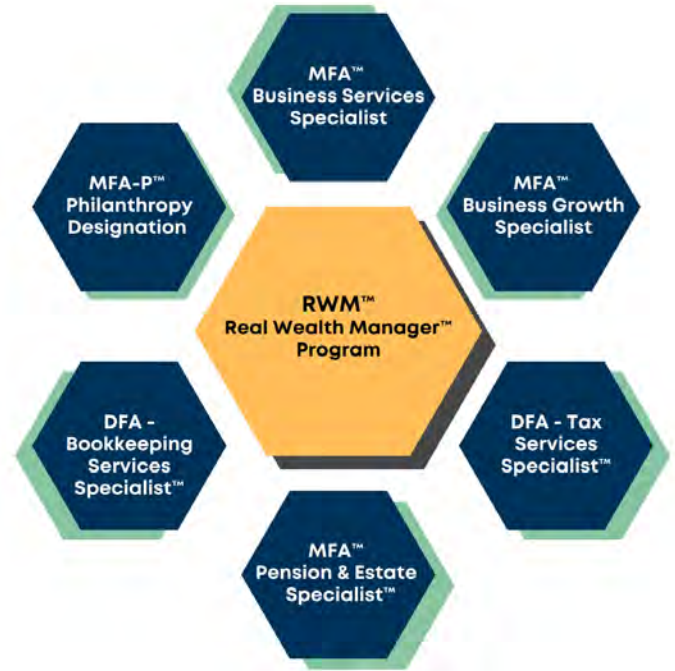 MFA™
Business Services
Specialist
MFA-P™
Philanthropy
Designation
MFA™
Business Growth
Specialist
RWM™
Real Wealth Manager™
Program
DFA -
Bookkeeping
Services
Specialist™
DFA - Tax
Services
Specialist™
MFA™
Pension & Estate
Specialist™